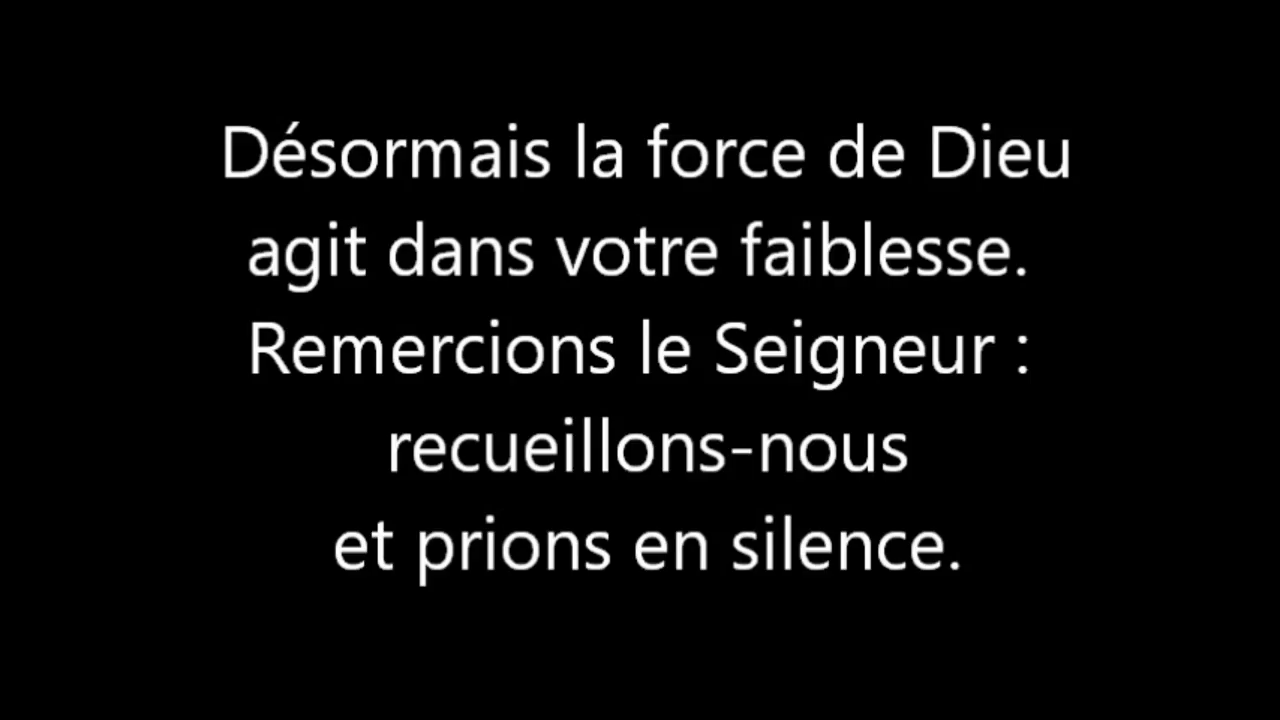 Désormais la force de Dieu
agit dans votre faiblesse.
Remercions le Seigneur :
recueillons-nous
et prions en silence.